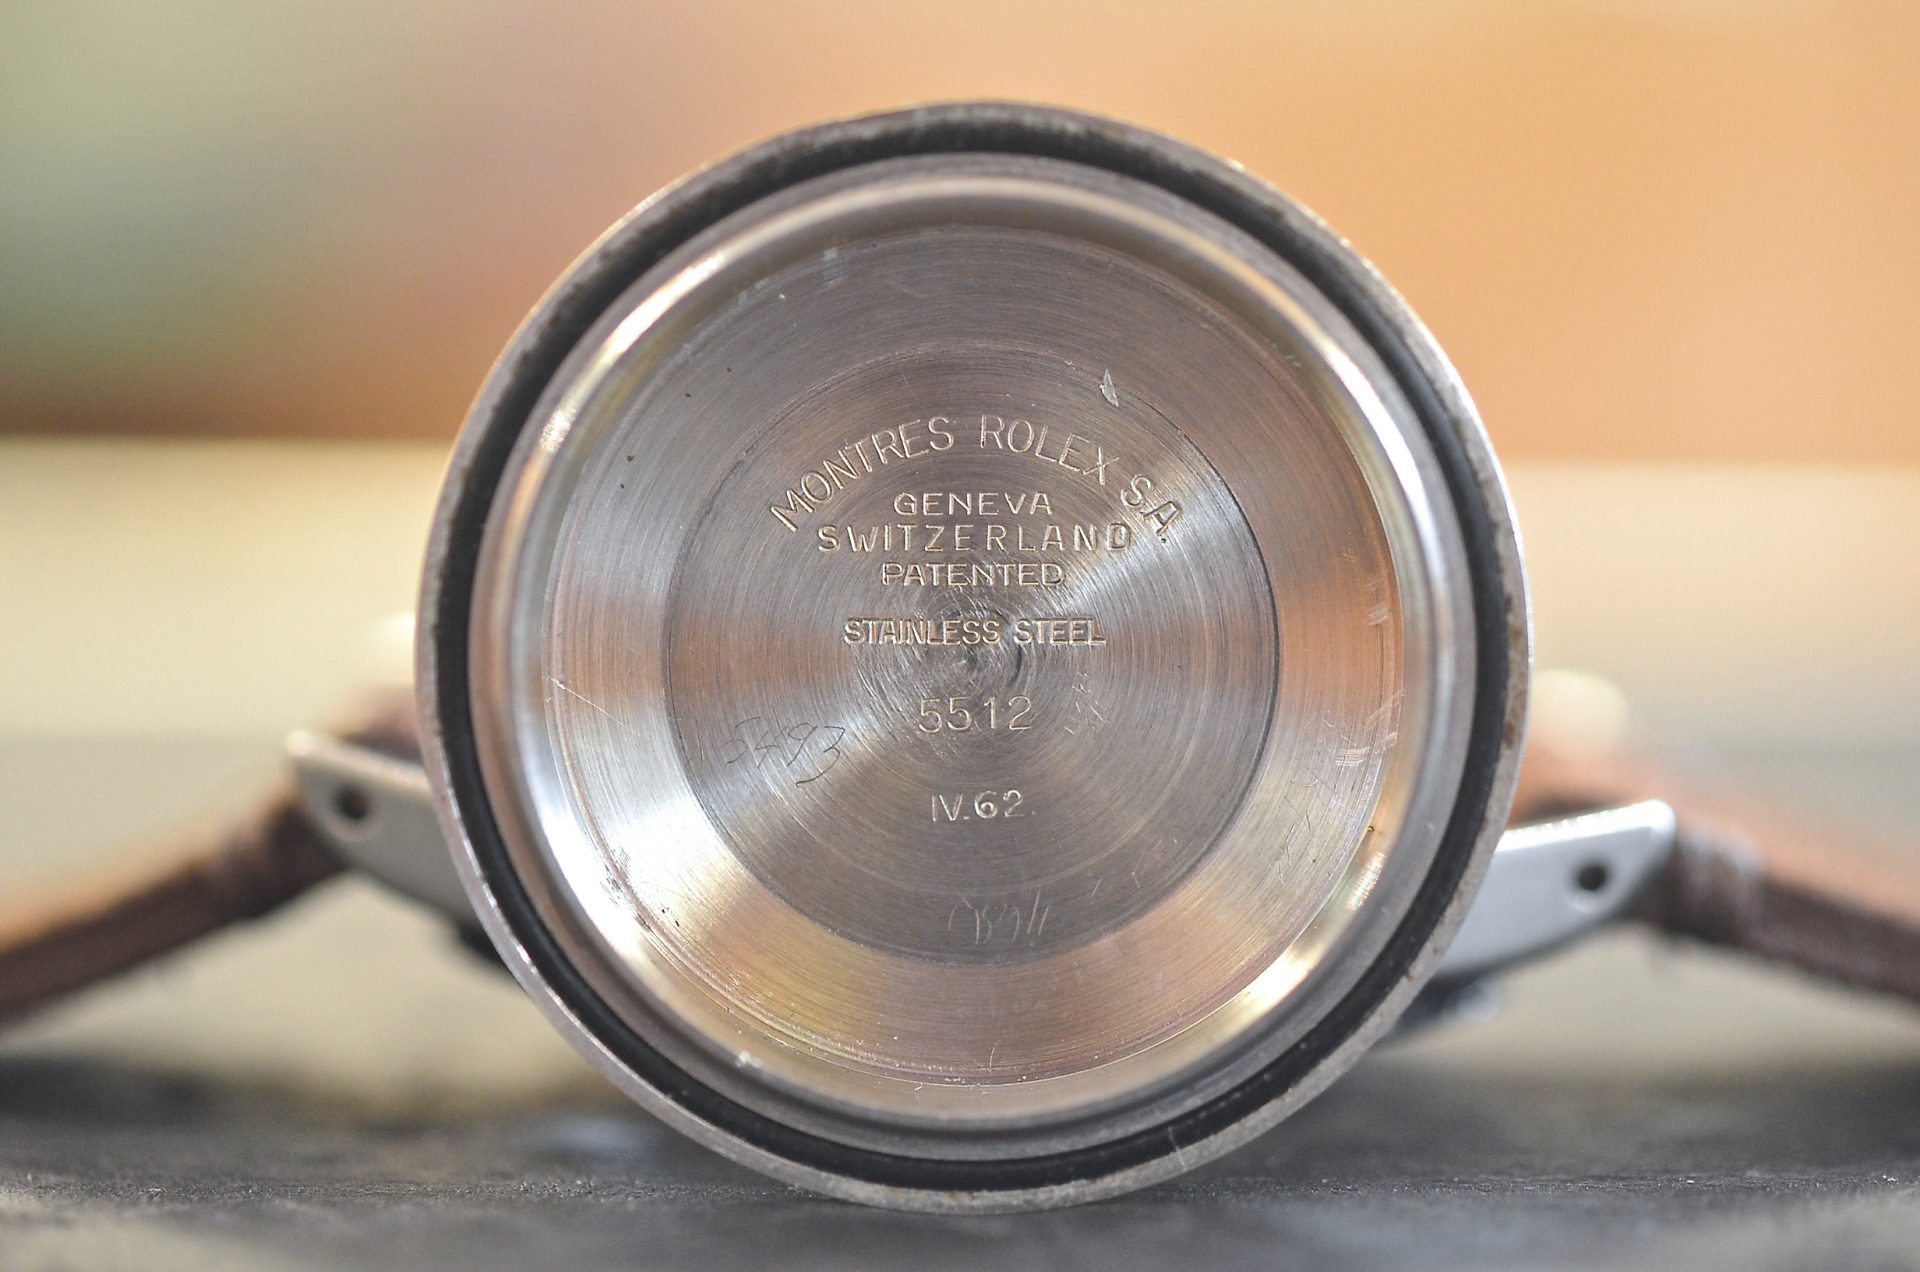 MONTRES ROLEX S.A.
GENEVA
SWITZERLAND
PATENTED
STAINLESS STEEL
5512
IV.62.